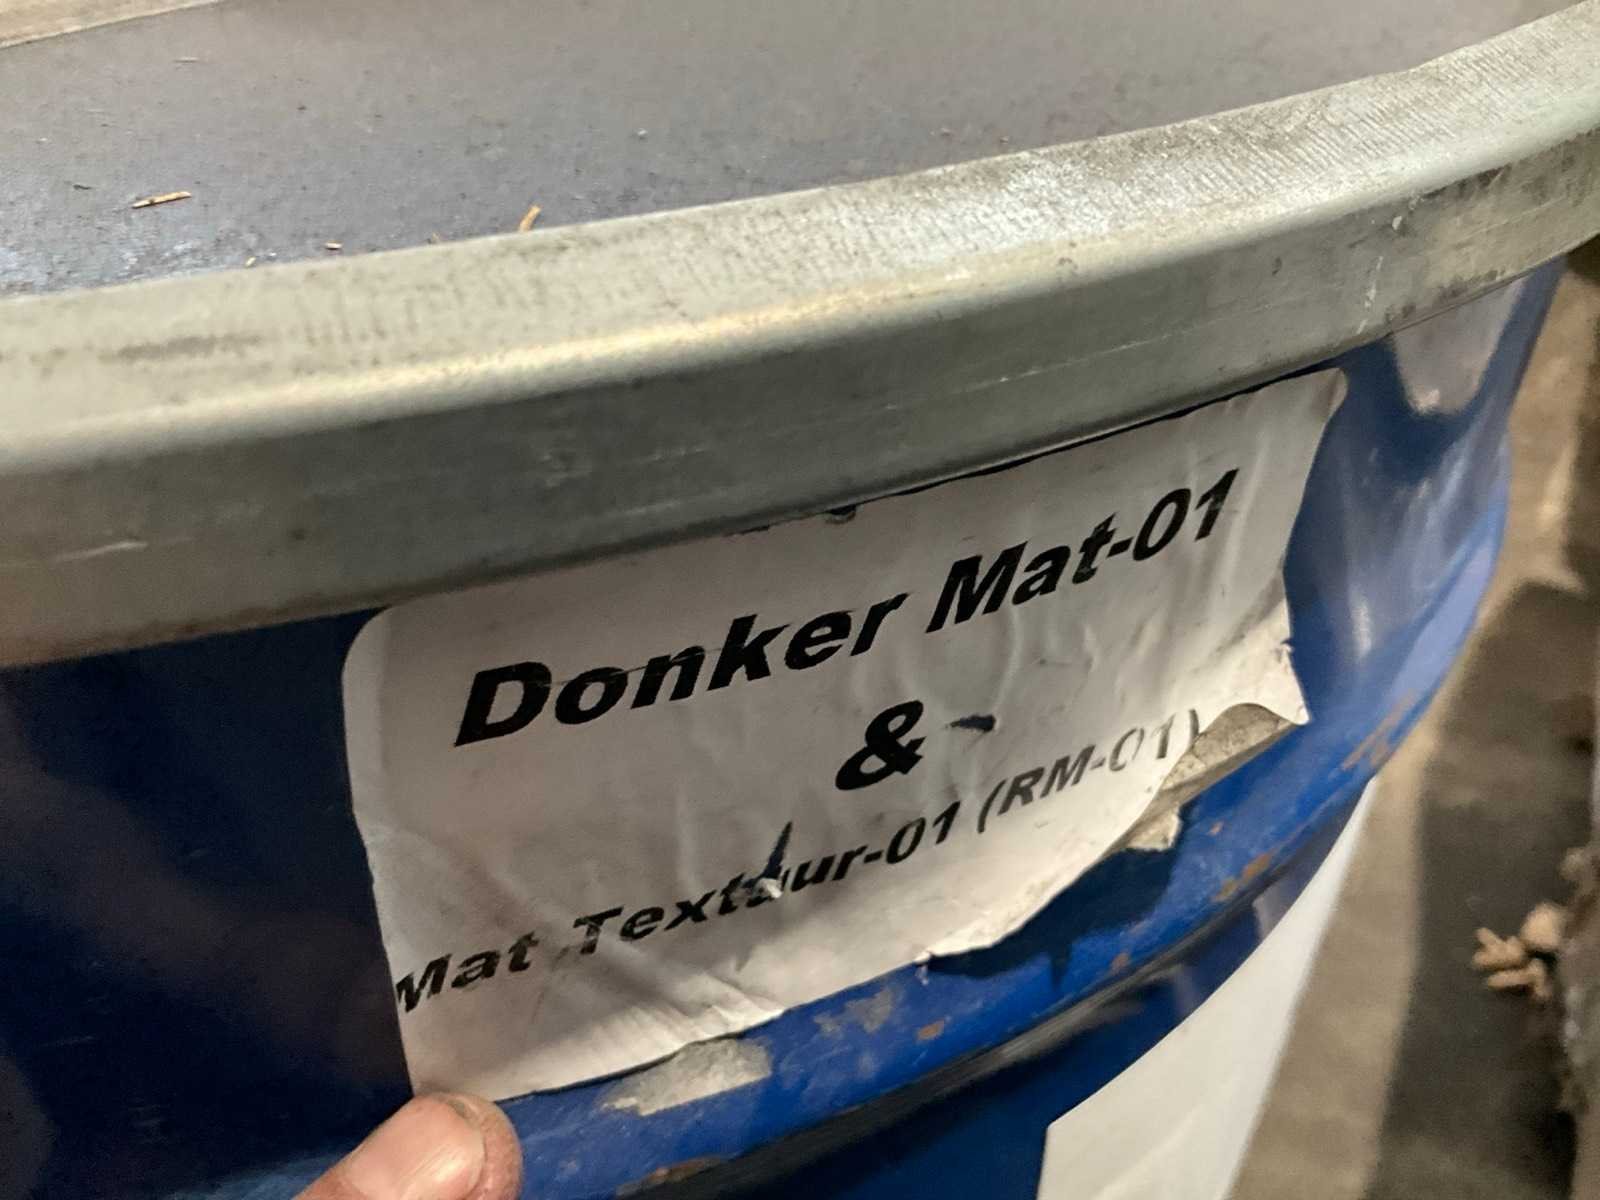 Donker Mat-01
&
Mat Textuur-01 (RM-01)